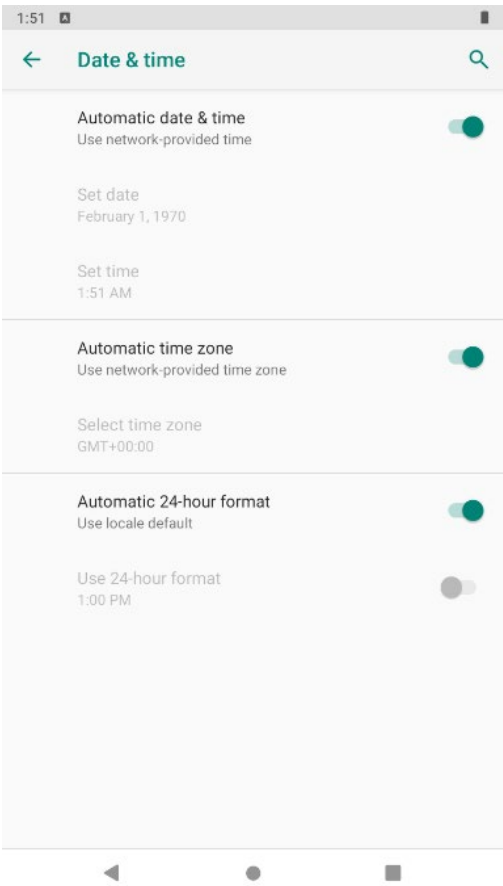 1:51 A
Date & time
Automatic date & time
Use network-provided time
Set date
February 1, 1970
Set time
1:51 AM
Automatic time zone
Use network-provided time zone
Select time zone
GMT+00:00
Automatic 24-hour format
Use locale default
Use 24-hour format
1:00 PM